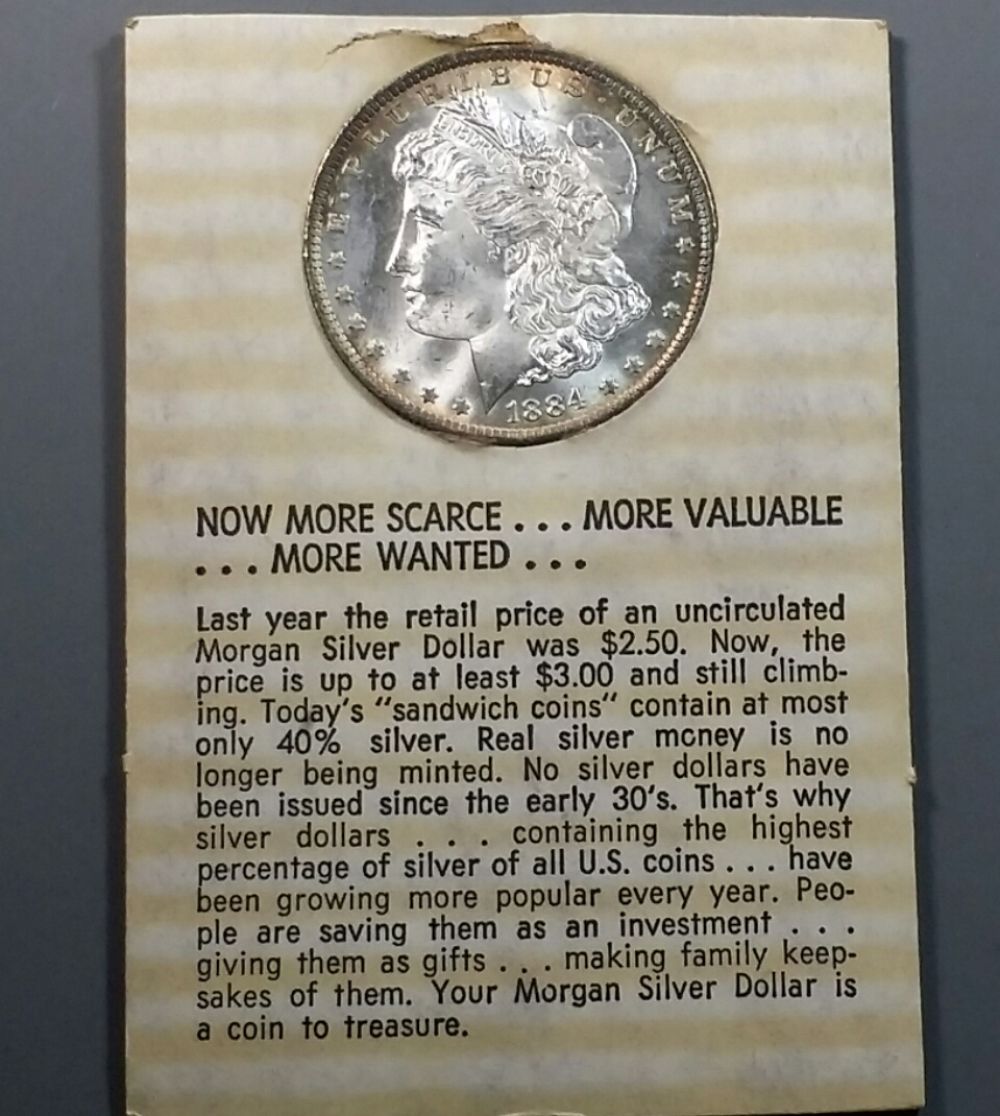 E·PLURIBUS·UNUM
LIBERTY
1884
NOW MORE SCARCE . . . MORE VALUABLE
. . . MORE WANTED . . .
Last year the retail price of an uncirculated
Morgan Silver Dollar was $2.50. Now, the
price is up to at least $3.00 and still climb-
ing. Today's "sandwich coins" contain at most
only 40% silver. Real silver mcney is no
longer being minted. No silver dollars have
been issued since the early 30's. That's why
silver dollars . . . containing the highest
percentage of silver of all U.S. coins . . . have
been growing more popular every year. Peo-
ple are saving them as an investment . . .
giving them as gifts . . . making family keep-
sakes of them. Your Morgan Silver Dollar is
a coin to treasure.